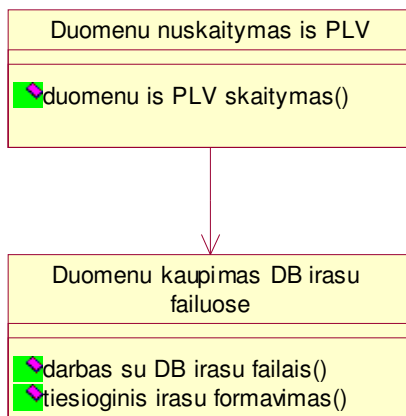 Duomenu nuskaitymas is PLV
duomenu is PLV skaitymas()
Duomenu kaupimas DB irasu
failuose
darbas su DB irasu failais()
tiesioginis irasu formavimas()